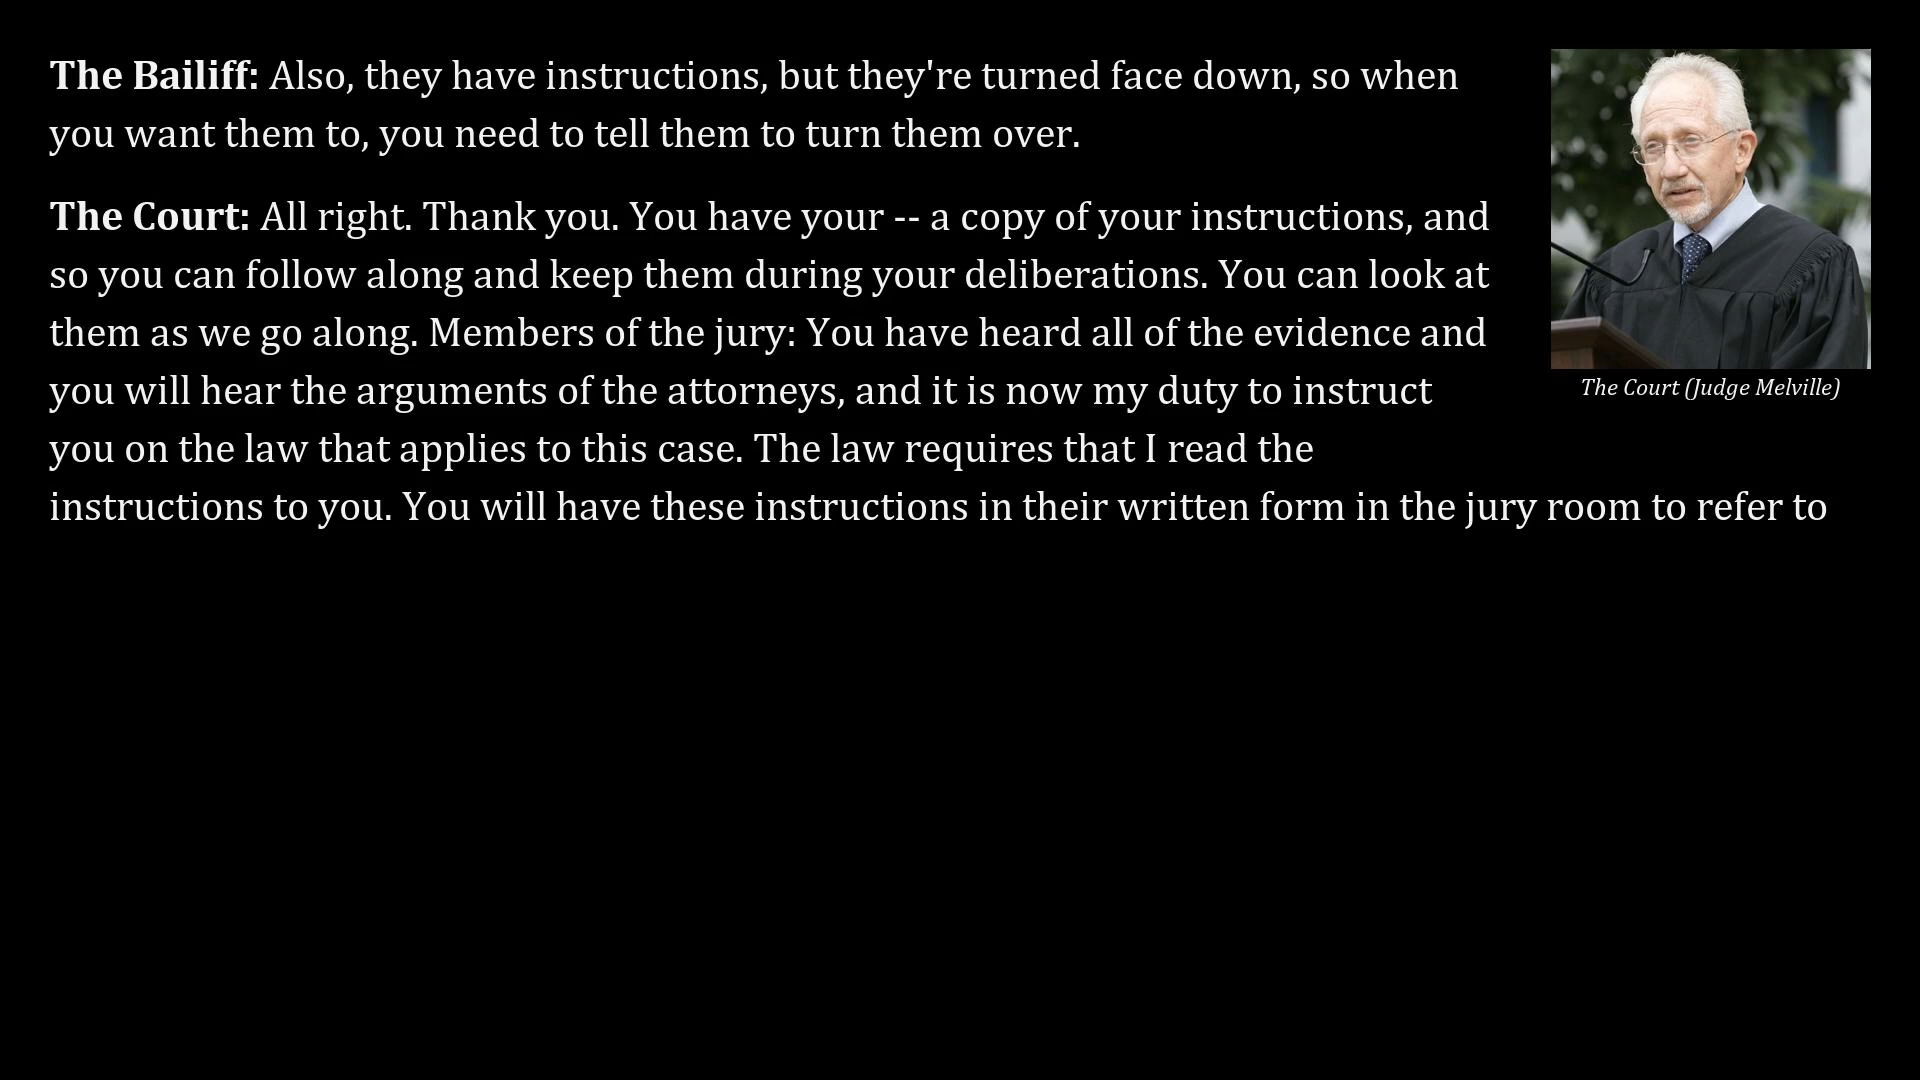 The Bailiff: Also, they have instructions, but they're turned face down, so when
you want them to, you need to tell them to turn them over.
The Court: All right. Thank you. You have your -- a copy of your instructions, and
so you can follow along and keep them during your deliberations. You can look at
them as we go along. Members of the jury: You have heard all of the evidence and
you will hear the arguments of the attorneys, and it is now my duty to instruct
you on the law that applies to this case. The law requires that I read the
instructions to you. You will have these instructions in their written form in the jury room to refer to
The Court (Judge Melville)